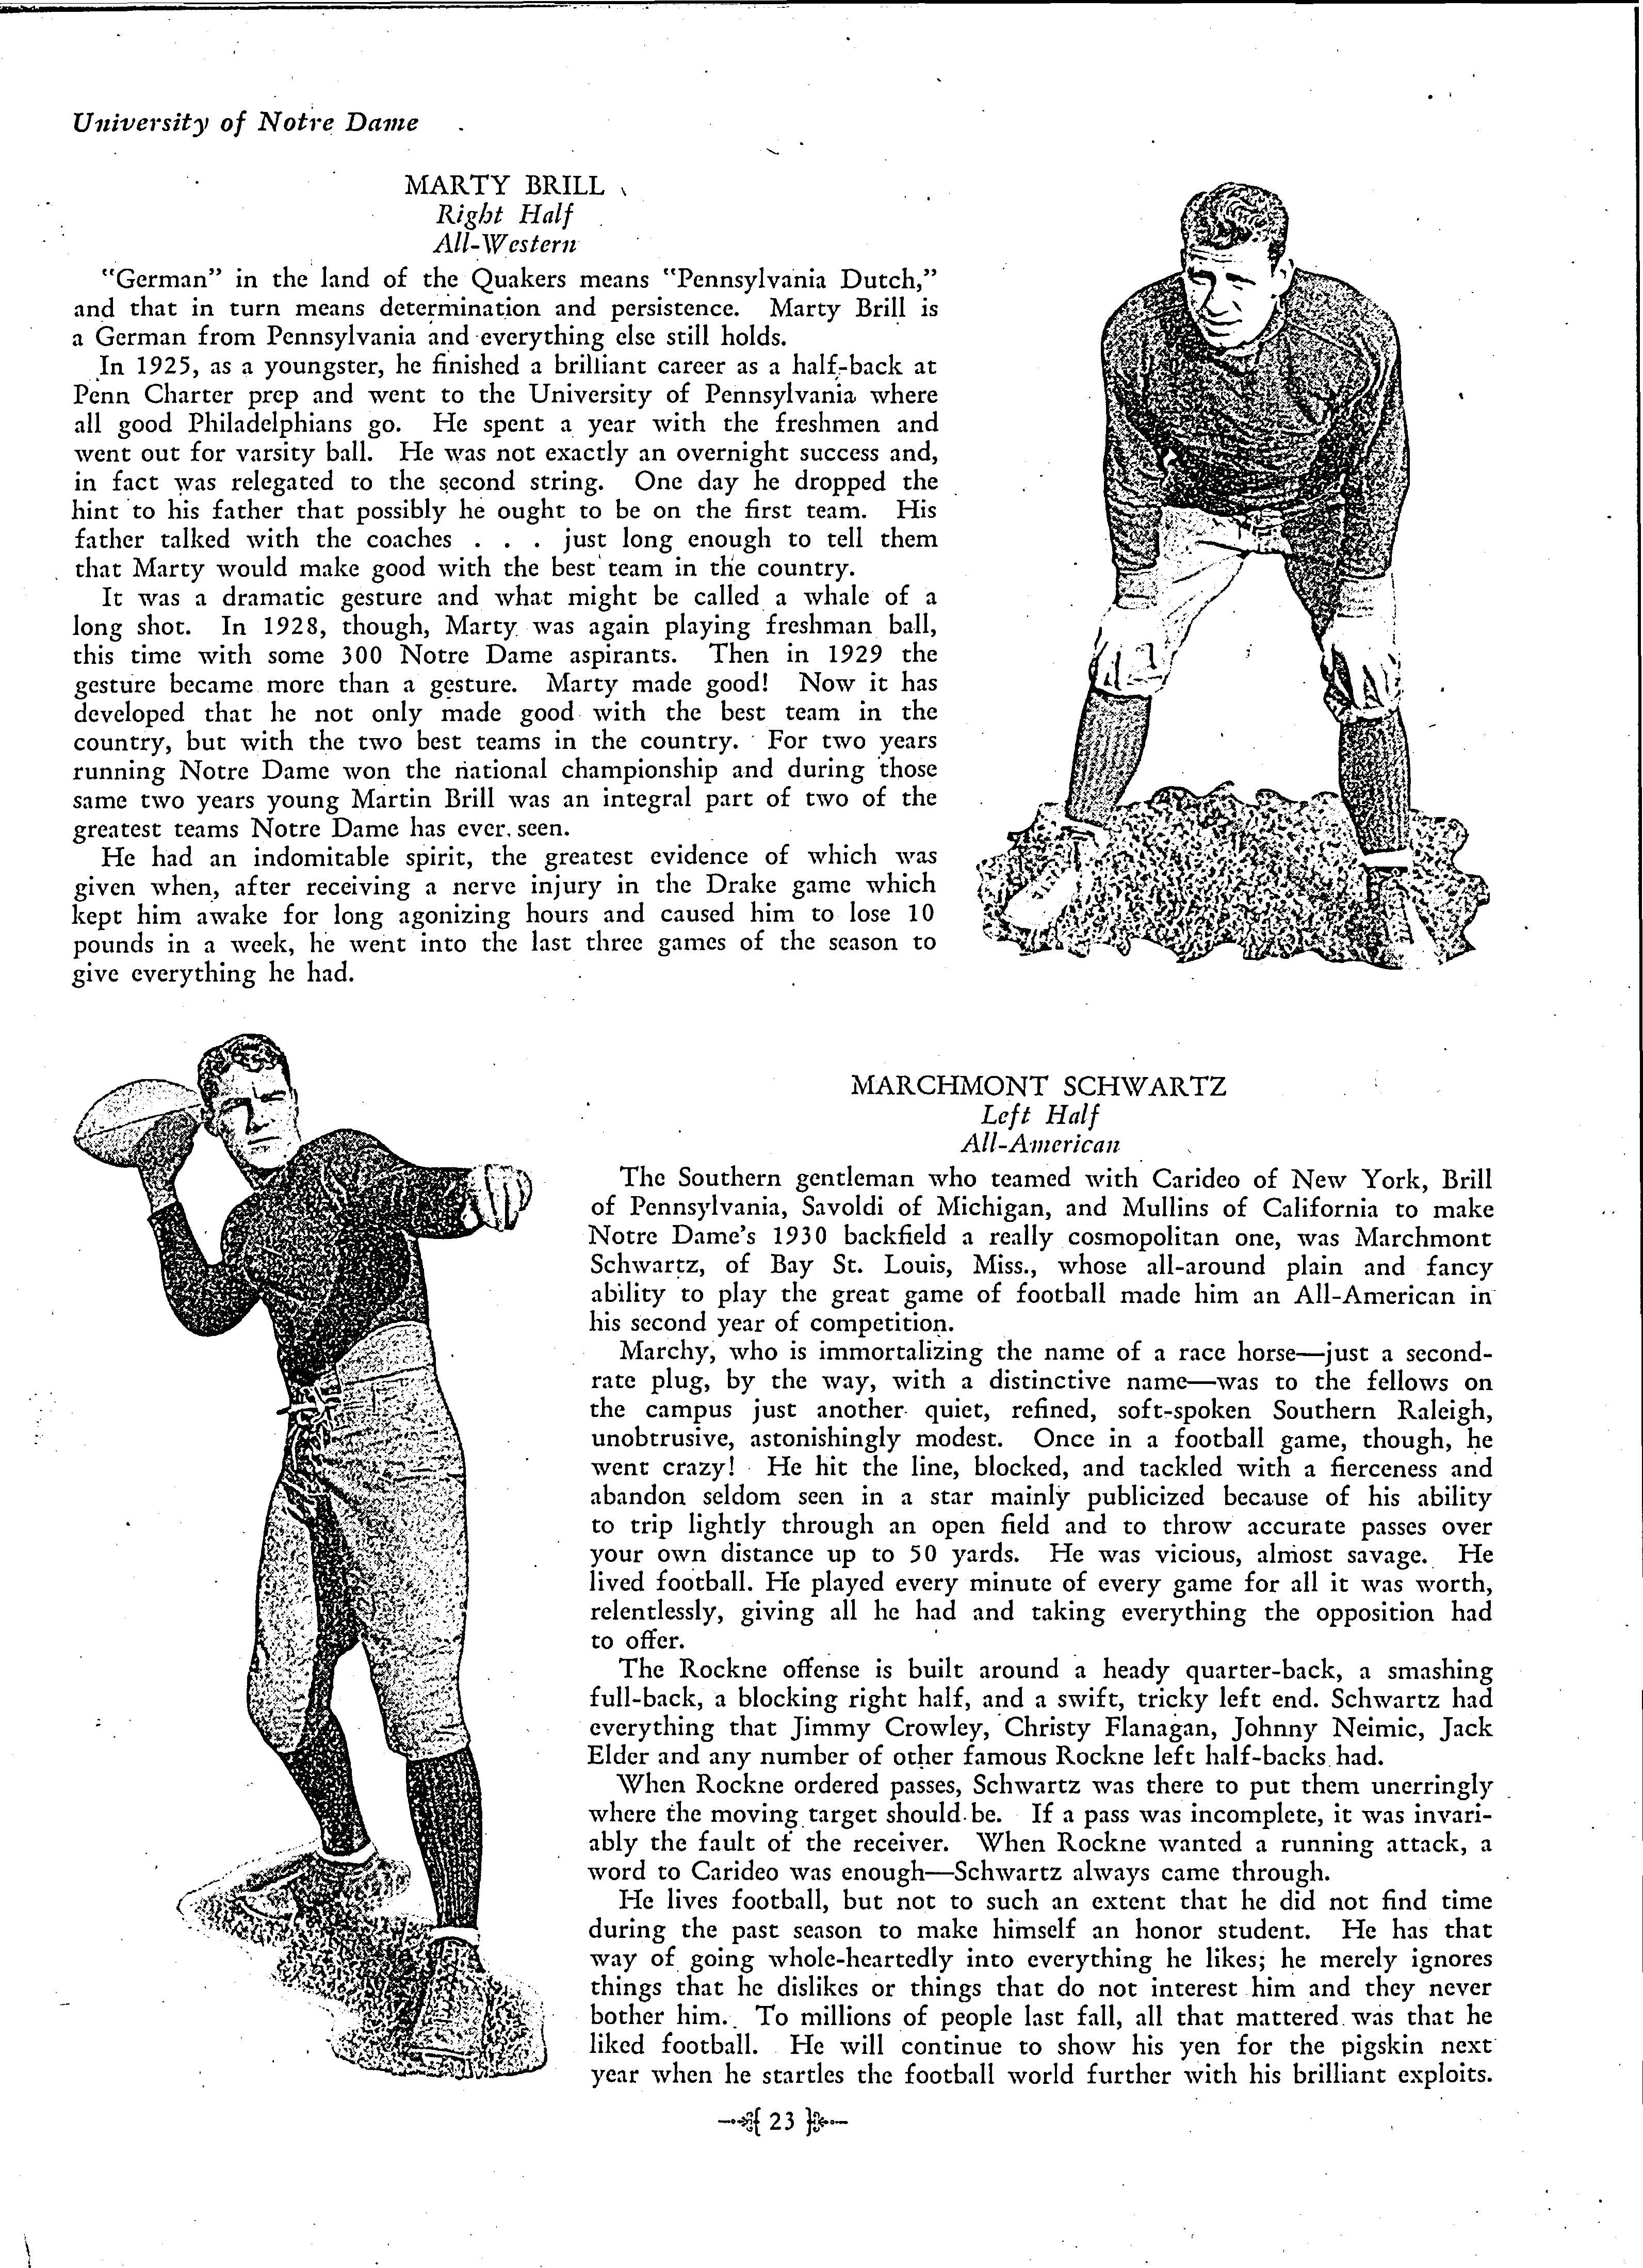 University of Notre Dame
MARTY BRILL
Right Half
All-Western
"German" in the land of the Quakers means "Pennsylvania Dutch,"
and that in turn means determination and persistence. Marty Brill is
a German from Pennsylvania and everything else still holds.
In 1925, as a youngster, he finished a brilliant career as a half-back at
Penn Charter prep and went to the University of Pennsylvania where
all good Philadelphians go. He spent a year with the freshmen and
went out for varsity ball. He was not exactly an overnight success and,
in fact was relegated to the second string. One day he dropped the
hint to his father that possibly he ought to be on the first team. His
father talked with the coaches . . . just long enough to tell them
that Marty would make good with the best team in the country.
It was a dramatic gesture and what might be called a whale of a
long shot. In 1928, though, Marty was again playing freshman ball,
this time with some 300 Notre Dame aspirants. Then in 1929 the
gesture became more than a gesture. Marty made good! Now it has
developed that he not only made good with the best team in the
country, but with the two best teams in the country. For two years
running Notre Dame won the national championship and during those
same two years young Martin Brill was an integral part of two of the
greatest teams Notre Dame has ever seen.
He had an indomitable spirit, the greatest evidence of which was
given when, after receiving a nerve injury in the Drake game which
kept him awake for long agonizing hours and caused him to lose 10
pounds in a week, he went into the last three games of the season to
give everything he had.
MARCHMONT SCHWARTZ
Left Half
All-American
The Southern gentleman who teamed with Carideo of New York, Brill
of Pennsylvania, Savoldi of Michigan, and Mullins of California to make
Notre Dame's 1930 backfield a really cosmopolitan one, was Marchmont
Schwartz, of Bay St. Louis, Miss., whose all-around plain and fancy
ability to play the great game of football made him an All-American in
his second year of competition.
Marchy, who is immortalizing the name of a race horse—just a second-
rate plug, by the way, with a distinctive name—was to the fellows on
the campus just another quiet, refined, soft-spoken Southern Raleigh,
unobtrusive, astonishingly modest. Once in a football game, though, he
went crazy! He hit the line, blocked, and tackled with a fierceness and
abandon seldom seen in a star mainly publicized because of his ability
to trip lightly through an open field and to throw accurate passes over
your own distance up to 50 yards. He was vicious, almost savage. He
lived football. He played every minute of every game for all it was worth,
relentlessly, giving all he had and taking everything the opposition had
to offer.
The Rockne offense is built around a heady quarter-back, a smashing
full-back, a blocking right half, and a swift, tricky left end. Schwartz had
everything that Jimmy Crowley, Christy Flanagan, Johnny Neimic, Jack
Elder and any number of other famous Rockne left half-backs had.
When Rockne ordered passes, Schwartz was there to put them unerringly
where the moving target should be. If a pass was incomplete, it was invari-
ably the fault of the receiver. When Rockne wanted a running attack, a
word to Carideo was enough—Schwartz always came through.
He lives football, but not to such an extent that he did not find time
during the past season to make himself an honor student. He has that
way of going whole-heartedly into everything he likes; he merely ignores
things that he dislikes or things that do not interest him and they never
bother him. To millions of people last fall, all that mattered was that he
liked football. He will continue to show his yen for the pigskin next
year when he startles the football world further with his brilliant exploits.
23